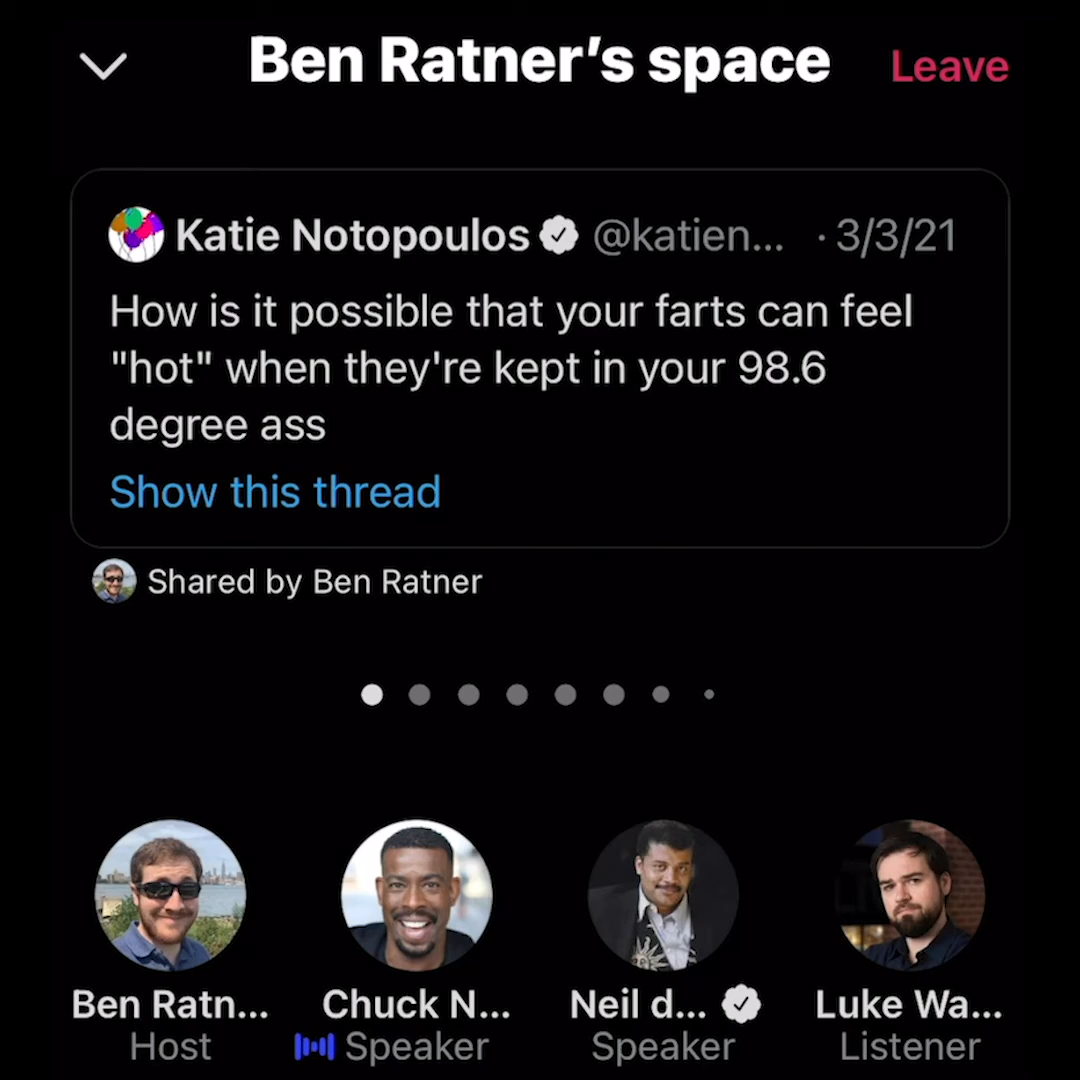 Ben Ratner’s space Leave
Katie Notopoulos @katien... · 3/3/21
How is it possible that your farts can feel
"hot" when they're kept in your 98.6
degree ass
Show this thread
Shared by Ben Ratner
Ben Ratn... Chuck N... Neil d... Luke Wa...
Host Speaker Speaker Listener